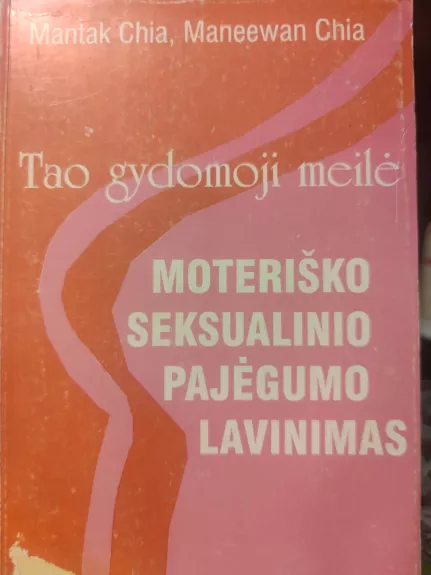 Mantak Chia, Maneewan Chia
Tao gydomoji meilė
MOTERIŠKO
SEKSUALINIO
PAJĖGUMO
LAVINIMAS